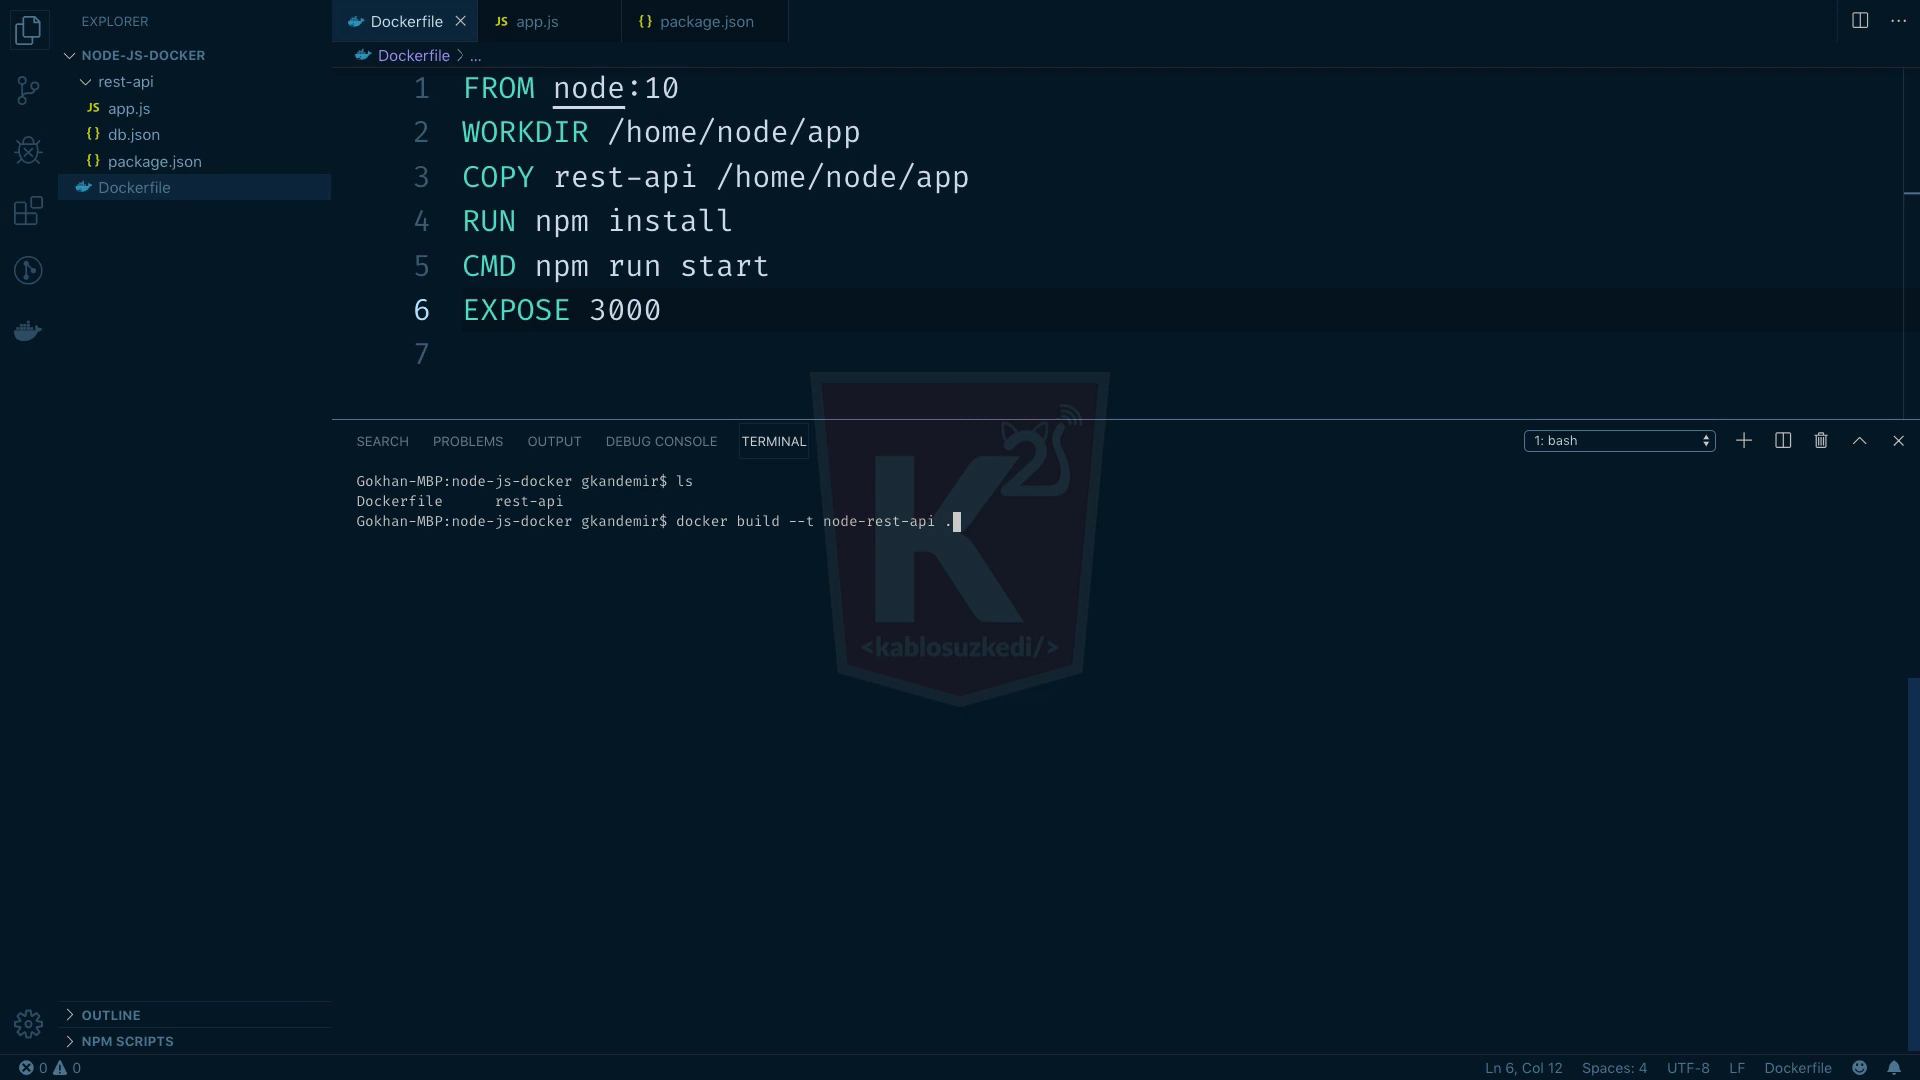 EXPLORER
NODE-JS-DOCKER
rest-api
JS app.js
{} db.json
{} package.json
Dockerfile
OUTLINE
NPM SCRIPTS
Dockerfile
JS app.js
{} package.json
Dockerfile > ...
1 FROM node:10
2 WORKDIR /home/node/app
3 COPY rest-api /home/node/app
4 RUN npm install
5 CMD npm run start
6 EXPOSE 3000
7
SEARCH PROBLEMS OUTPUT DEBUG CONSOLE TERMINAL
1: bash
Gokhan-MBP:node-js-docker gkandemir$ ls
Dockerfile rest-api
Gokhan-MBP:node-js-docker gkandemir$ docker build --t node-rest-api .
K
<kablosuzkedi/>
0 0
Ln 6, Col 12 Spaces: 4 UTF-8 LF Dockerfile